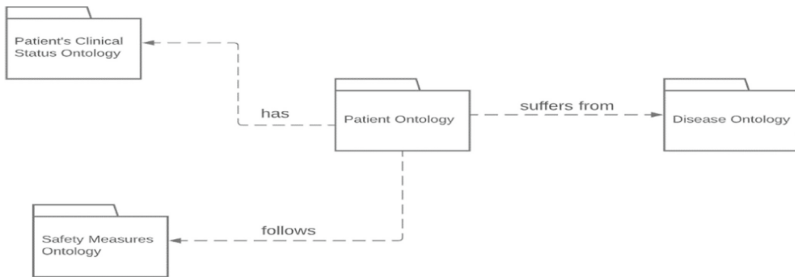 Patient's Clinical
Status Ontology
has
Patient Ontology
suffers from
Disease Ontology
follows
Safety Measures
Ontology